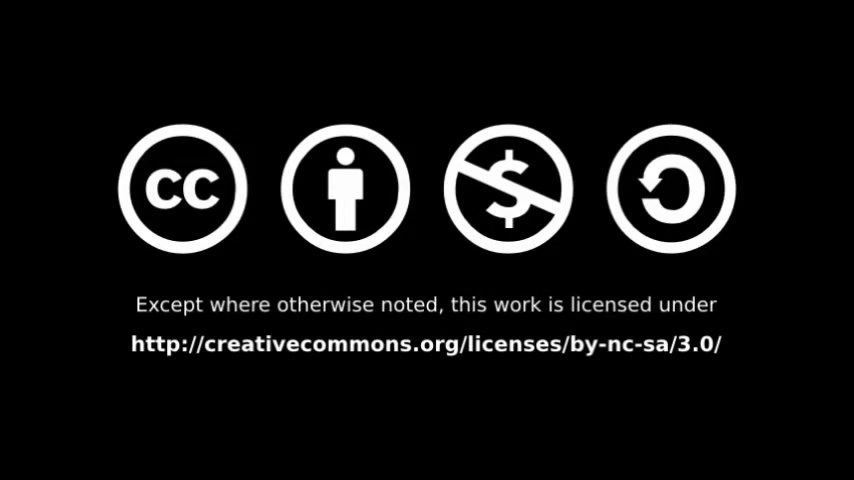 cc
Except where otherwise noted, this work is licensed under
http://creativecommons.org/licenses/by-nc-sa/3.0/